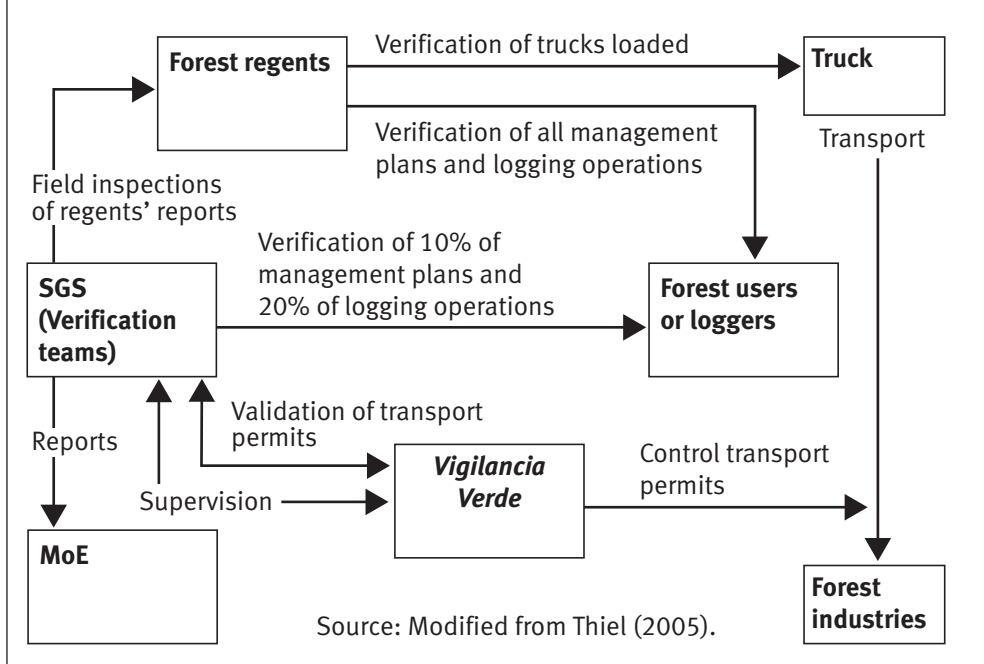 Forest regents
Verification of trucks loaded
Truck
Transport
Verification of all management
plans and logging operations
Field inspections
of regents’ reports
Verification of 10% of
management plans and
20% of logging operations
SGS
(Verification
teams)
Forest users
or loggers
Validation of transport
permits
Reports
Vigilancia
Verde
Control transport
permits
Supervision
MoE
Forest
industries
Source: Modified from Thiel (2005).